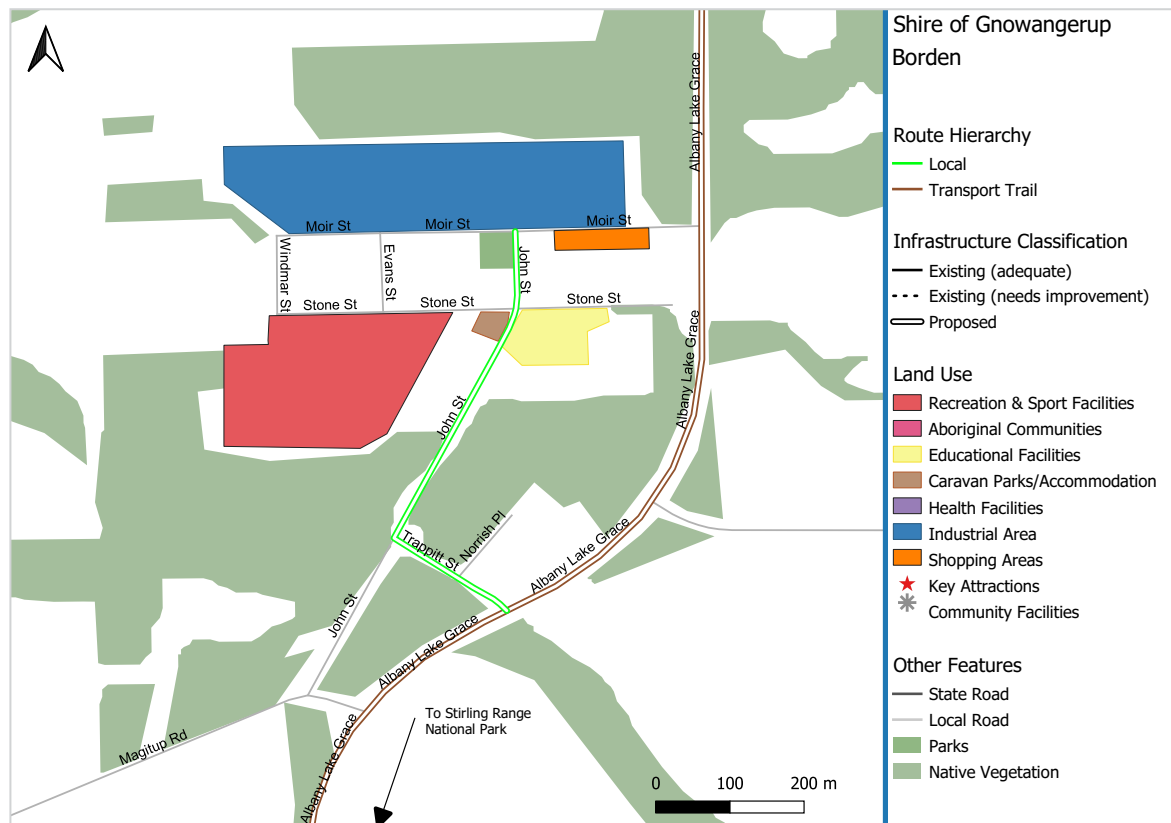 Shire of Gnowangerup
Borden
Route Hierarchy
Local
Transport Trail
Infrastructure Classification
Existing (adequate)
Existing (needs improvement)
Proposed
Land Use
Recreation & Sport Facilities
Aboriginal Communities
Educational Facilities
Caravan Parks/Accommodation
Health Facilities
Industrial Area
Shopping Areas
Key Attractions
Community Facilities
Other Features
State Road
Local Road
Parks
Native Vegetation
Albany Lake Grace
Moir St
Moir St
Moir St
Windmar St
Evans St
John St
Stone St
Stone St
Stone St
Albany Lake Grace
Albany Lake Grace
John St
Trappitt St
Norrish Pl
Albany Lake Grace
John St
Albany Lake Grace
Albany Lake Grace
Magitup Rd
To Stirling Range
National Park
0 100 200 m